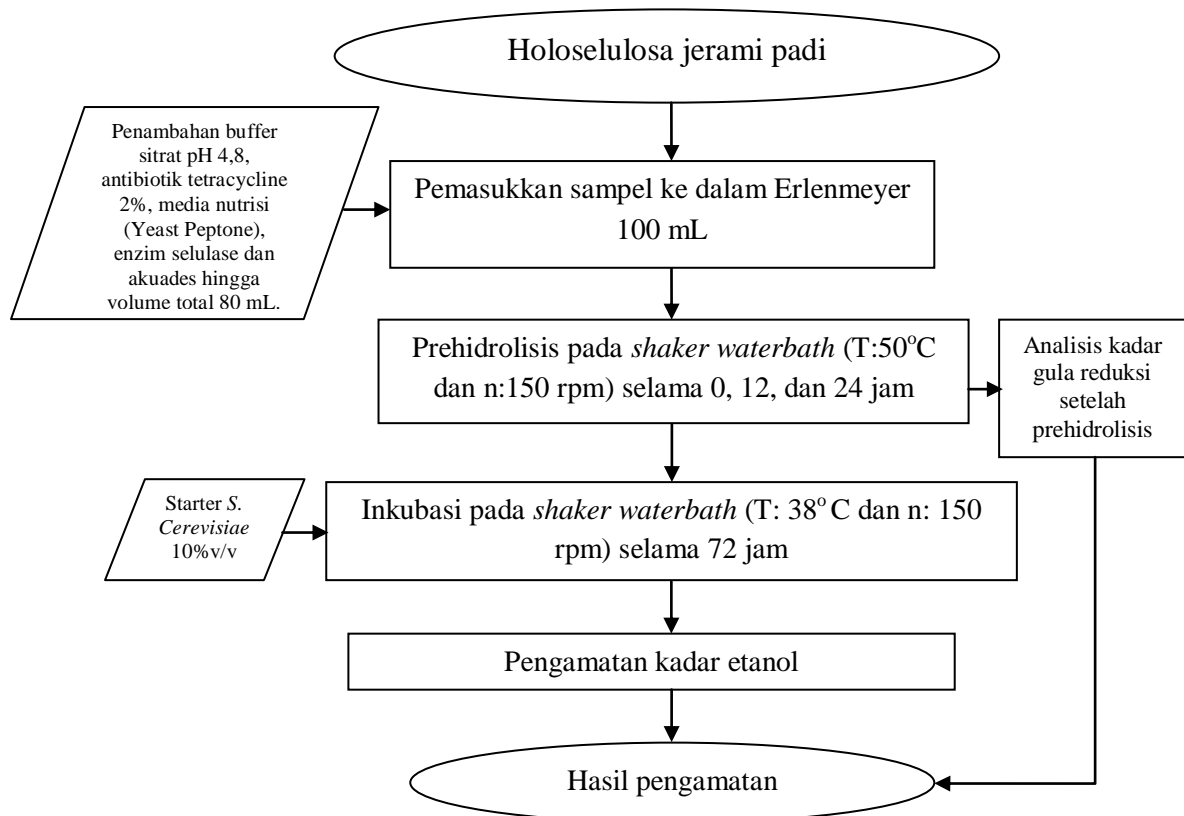 Holoselulosa jerami padi
Penambahan buffer
sitrat pH 4,8,
antibiotik tetracycline
2%, media nutrisi
(Yeast Peptone),
enzim selulase dan
akuades hingga
volume total 80 mL.
Pemasukkan sampel ke dalam Erlenmeyer
100 mL
Prehidrolisis pada shaker waterbath (T:50°C
dan n:150 rpm) selama 0, 12, dan 24 jam
Analisis kadar
gula reduksi
setelah
prehidrolisis
Starter S.
Cerevisiae
10%v/v
Inkubasi pada shaker waterbath (T: 38°C dan n: 150
rpm) selama 72 jam
Pengamatan kadar etanol
Hasil pengamatan